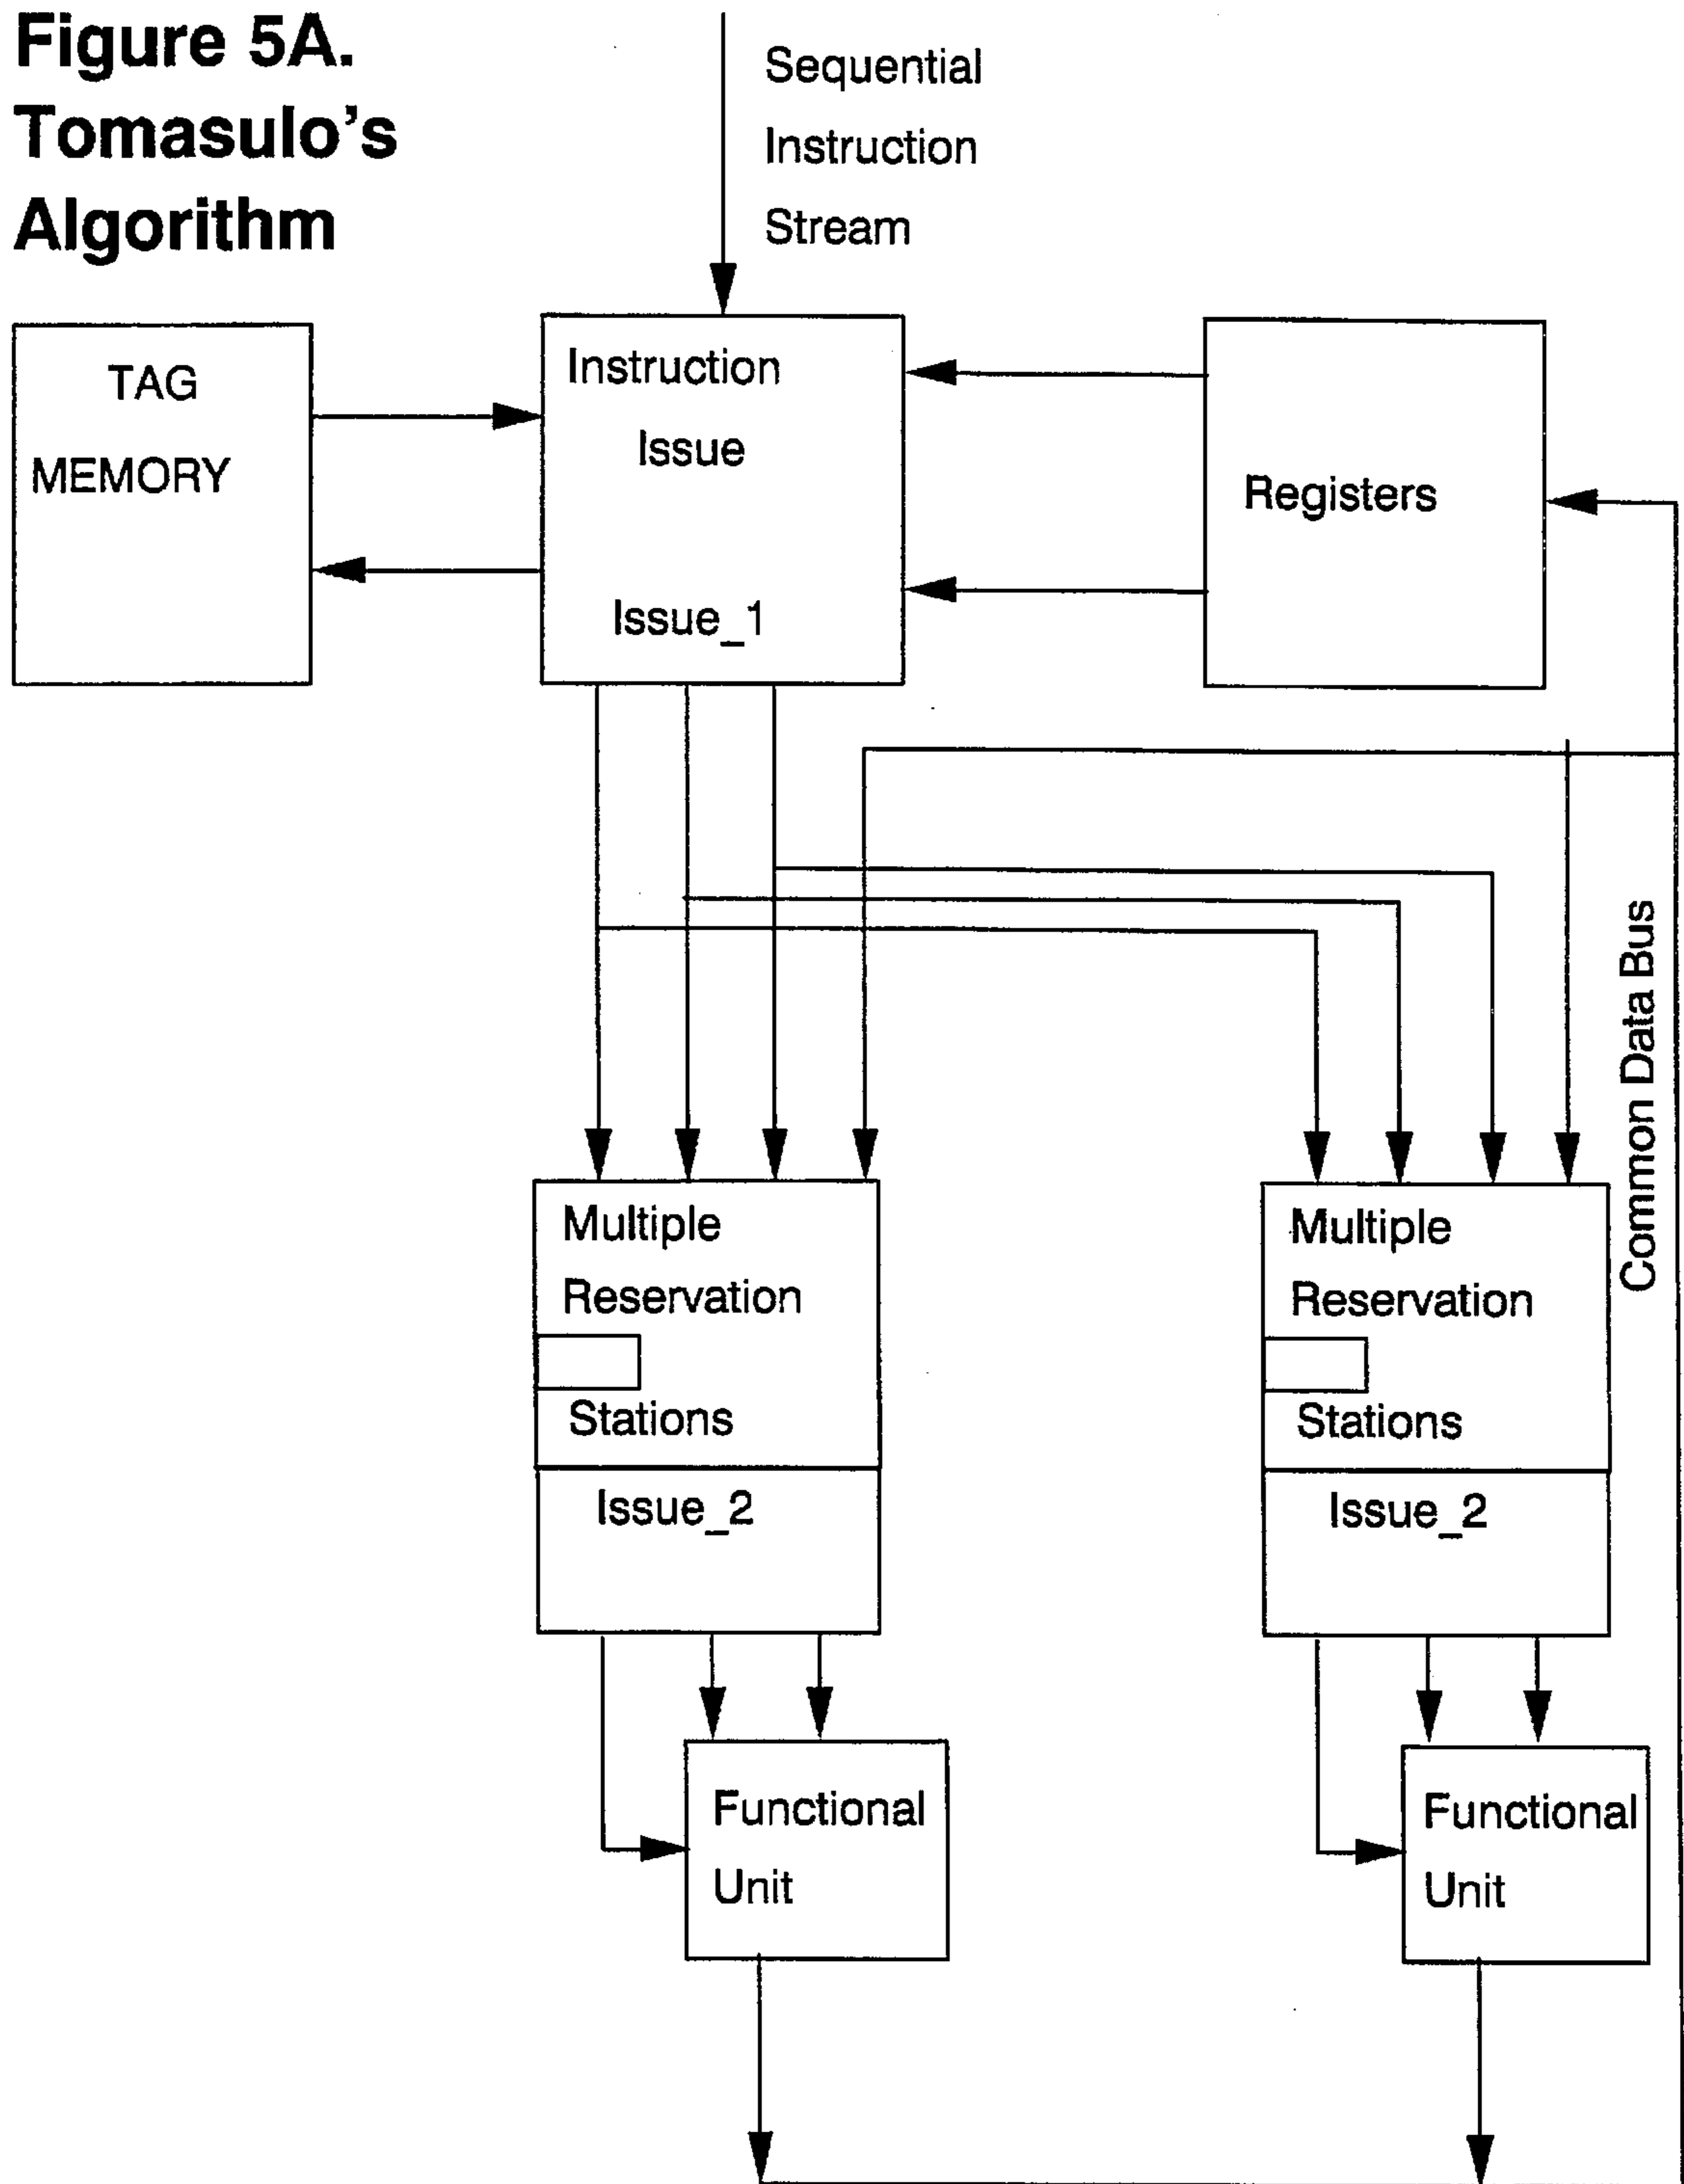 Figure 5A.
Tomasulo's
Algorithm
Sequential
Instruction
Stream
TAG
MEMORY
Instruction
Issue
Issue_1
Registers
Common Data Bus
Multiple
Reservation
Stations
Issue_2
Multiple
Reservation
Stations
Issue_2
Functional
Unit
Functional
Unit